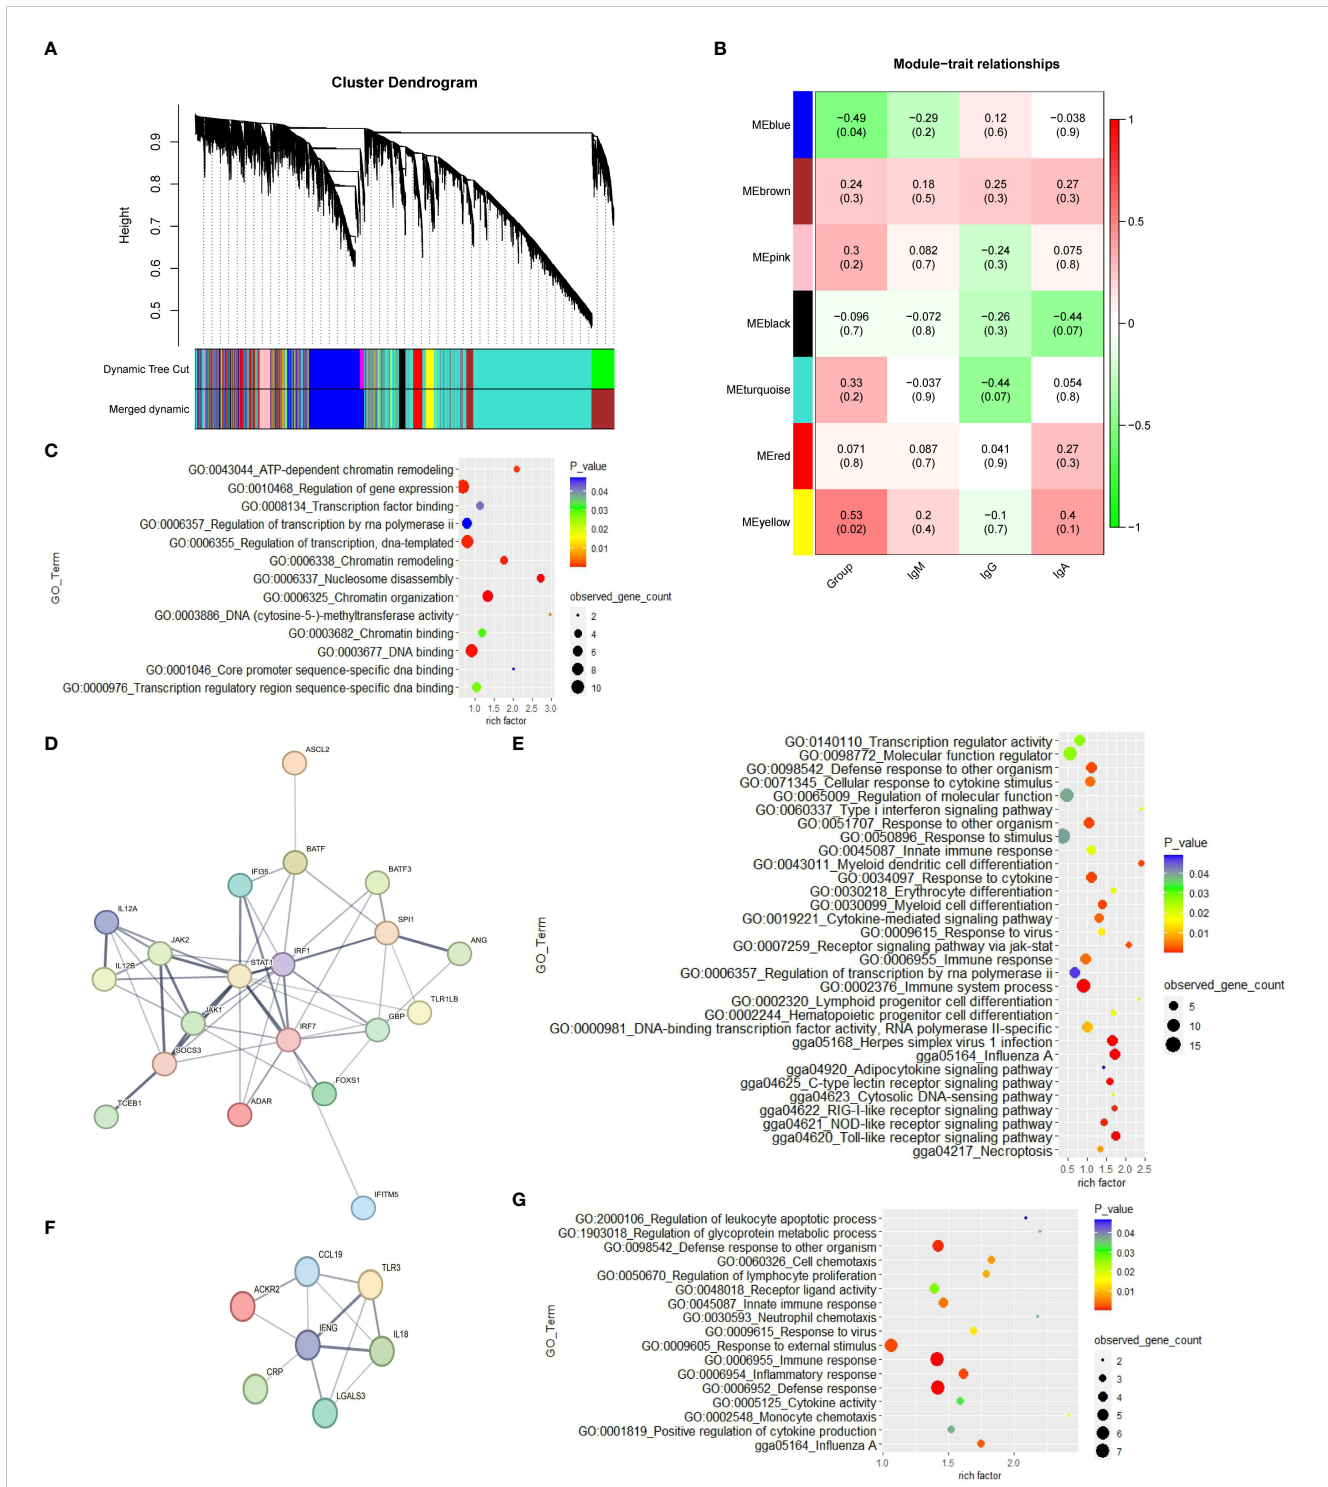 A
Cluster Dendrogram
Height
0.9
0.8
0.7
0.6
0.5
Dynamic Tree Cut
Merged dynamic
B
Module−trait relationships
MEblue
−0.49
(0.04)
−0.29
(0.2)
0.12
(0.6)
−0.038
(0.9)
MEbrown
0.24
(0.3)
0.18
(0.5)
0.25
(0.3)
0.27
(0.3)
MEpink
0.3
(0.2)
0.082
(0.7)
−0.24
(0.3)
0.075
(0.8)
MEblack
−0.096
(0.7)
−0.072
(0.8)
−0.26
(0.3)
−0.44
(0.07)
MEturquoise
0.33
(0.2)
−0.037
(0.9)
−0.44
(0.07)
0.054
(0.8)
MEred
0.071
(0.8)
0.087
(0.7)
0.041
(0.9)
0.27
(0.3)
MEyellow
0.53
(0.02)
0.2
(0.4)
−0.1
(0.7)
0.4
(0.1)
Group
IgM
IgG
IgA
1
0.5
0
−0.5
−1
C
GO_Term
GO:0043044_ATP-dependent chromatin remodeling
GO:0010468_Regulation of gene expression
GO:0008134_Transcription factor binding
GO:0006357_Regulation of transcription by rna polymerase ii
GO:0006355_Regulation of transcription, dna-templated
GO:0006338_Chromatin remodeling
GO:0006337_Nucleosome disassembly
GO:0006325_Chromatin organization
GO:0003886_DNA (cytosine-5-)-methyltransferase activity
GO:0003682_Chromatin binding
GO:0003677_DNA binding
GO:0001046_Core promoter sequence-specific dna binding
GO:0000976_Transcription regulatory region sequence-specific dna binding
1.0 1.5 2.0 2.5 3.0
rich factor
P_value
0.04
0.03
0.02
0.01
observed_gene_count
2
4
6
8
10
D
ASCL2
BATF
IFI35
BATF3
IL12A
SPI1
JAK2
IRF1
ANG
IL12B
STAT1
TLR1LB
JAK1
GBP
IRF7
SOCS3
FOXS1
TCEB1
ADAR
IFITM5
E
GO_Term
GO:0140110_Transcription regulator activity
GO:0098772_Molecular function regulator
GO:0098542_Defense response to other organism
GO:0071345_Cellular response to cytokine stimulus
GO:0065009_Regulation of molecular function
GO:0060337_Type i interferon signaling pathway
GO:0051707_Response to other organism
GO:0050896_Response to stimulus
GO:0045087_Innate immune response
GO:0043011_Myeloid dendritic cell differentiation
GO:0034097_Response to cytokine
GO:0030218_Erythrocyte differentiation
GO:0030099_Myeloid cell differentiation
GO:0019221_Cytokine-mediated signaling pathway
GO:0009615_Response to virus
GO:0007259_Receptor signaling pathway via jak-stat
GO:0006955_Immune response
GO:0006357_Regulation of transcription by rna polymerase ii
GO:0002376_Immune system process
GO:0002320_Lymphoid progenitor cell differentiation
GO:0002244_Hematopoietic progenitor cell differentiation
GO:0000981_DNA-binding transcription factor activity, RNA polymerase II-specific
gga05168_Herpes simplex virus 1 infection
gga05164_Influenza A
gga04920_Adipocytokine signaling pathway
gga04625_C-type lectin receptor signaling pathway
gga04623_Cytosolic DNA-sensing pathway
gga04622_RIG-I-like receptor signaling pathway
gga04621_NOD-like receptor signaling pathway
gga04620_Toll-like receptor signaling pathway
gga04217_Necroptosis
0.5 1.0 1.5 2.0 2.5
rich factor
P_value
0.04
0.03
0.02
0.01
observed_gene_count
5
10
15
F
CCL19
TLR3
ACKR2
IFNG
IL18
CRP
LGALS3
G
GO_Term
GO:2000106_Regulation of leukocyte apoptotic process
GO:1903018_Regulation of glycoprotein metabolic process
GO:0098542_Defense response to other organism
GO:0060326_Cell chemotaxis
GO:0050670_Regulation of lymphocyte proliferation
GO:0048018_Receptor ligand activity
GO:0045087_Innate immune response
GO:0030593_Neutrophil chemotaxis
GO:0009615_Response to virus
GO:0009605_Response to external stimulus
GO:0006955_Immune response
GO:0006954_Inflammatory response
GO:0006952_Defense response
GO:0005125_Cytokine activity
GO:0002548_Monocyte chemotaxis
GO:0001819_Positive regulation of cytokine production
gga05164_Influenza A
1.0 1.5 2.0
rich factor
P_value
0.04
0.03
0.02
0.01
observed_gene_count
2
3
4
5
6
7